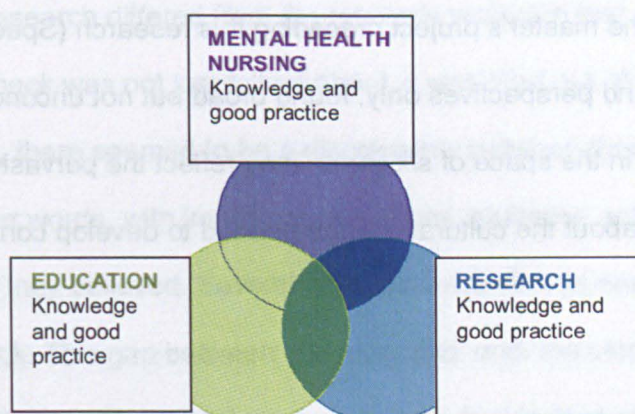 MENTAL HEALTH
NURSING
Knowledge and
good practice
EDUCATION
Knowledge
and good
practice
RESEARCH
Knowledge and
good practice